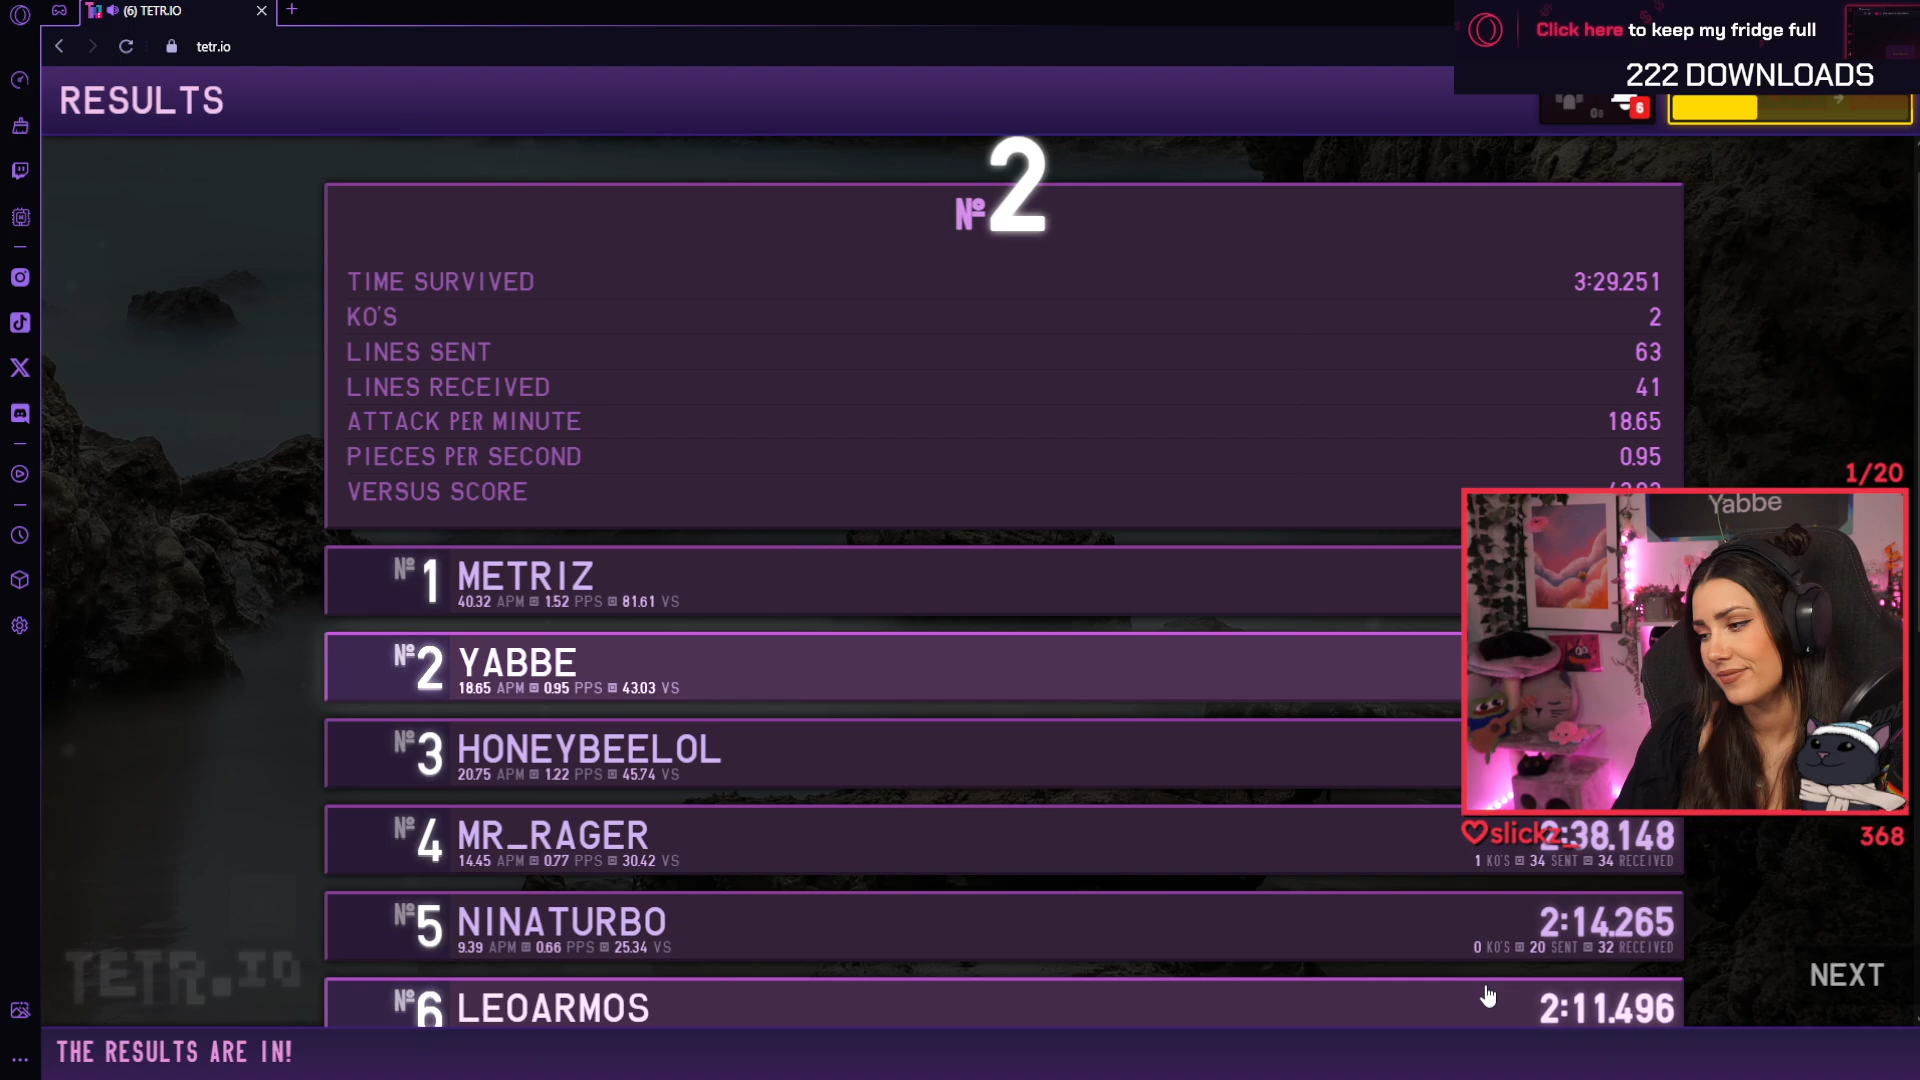 (6) TETR.IO
tetr.io
Click here to keep my fridge full
222 DOWNLOADS
RESULTS
6
0s
№2
TIME SURVIVED 3:29.251
KO'S 2
LINES SENT 63
LINES RECEIVED 41
ATTACK PER MINUTE 18.65
PIECES PER SECOND 0.95
VERSUS SCORE
1/20
Yabbe
№1 METRIZ
40.32 APM 1.52 PPS 81.61 VS
№2 YABBE
18.65 APM 0.95 PPS 43.03 VS
№3 HONEYBEELOL
20.75 APM 1.22 PPS 45.74 VS
№4 MR_RAGER
14.45 APM 0.77 PPS 30.42 VS
slickz_
2:38.148
368
1 KO'S 34 SENT 34 RECEIVED
№5 NINATURBO
9.39 APM 0.66 PPS 25.34 VS
2:14.265
0 KO'S 20 SENT 32 RECEIVED
№6 LEOARMOS
2:11.496
TETR.IO
NEXT
THE RESULTS ARE IN!